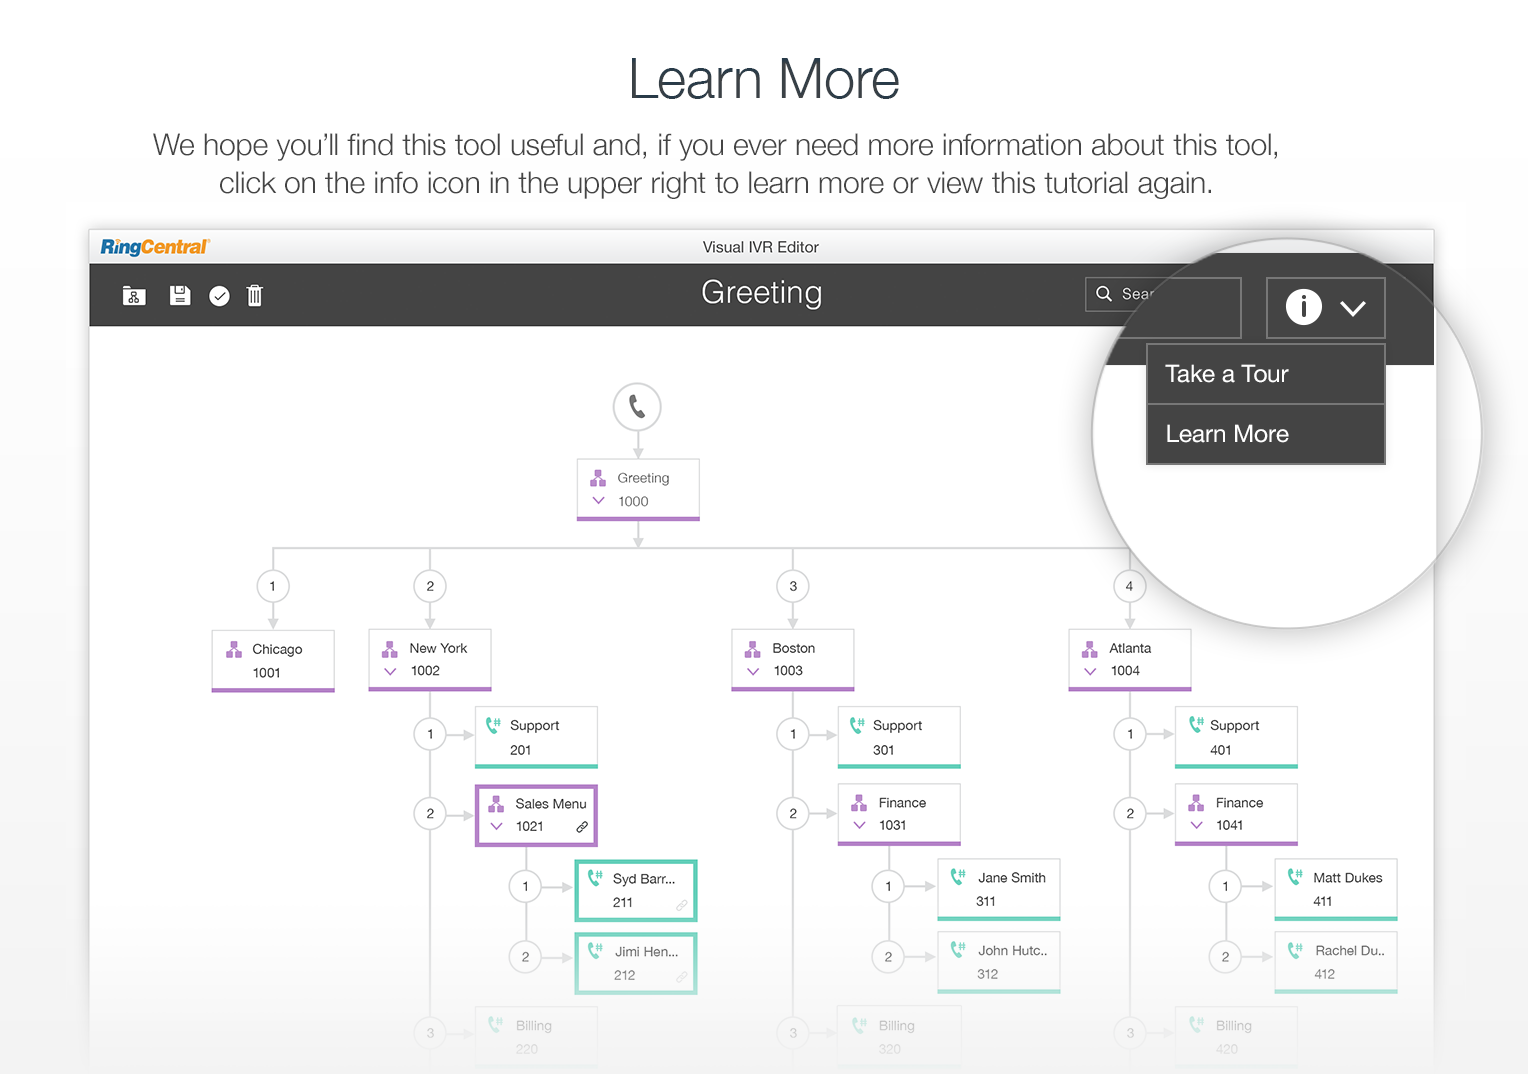 Learn More
We hope you’ll find this tool useful and, if you ever need more information about this tool,
click on the info icon in the upper right to learn more or view this tutorial again.
RingCentral
Visual IVR Editor
Greeting
Take a Tour
Learn More
Greeting
1000
1
2
3
4
Chicago
1001
New York
1002
Boston
1003
Atlanta
1004
1
Support
201
1
Support
301
1
Support
401
2
Sales Menu
1021
2
Finance
1031
2
Finance
1041
1
Syd Barr...
211
1
Jane Smith
311
1
Matt Dukes
411
2
Jimi Hen...
212
2
John Hutc..
312
2
Rachel Du..
412
3
Billing
220
3
Billing
320
3
Billing
420